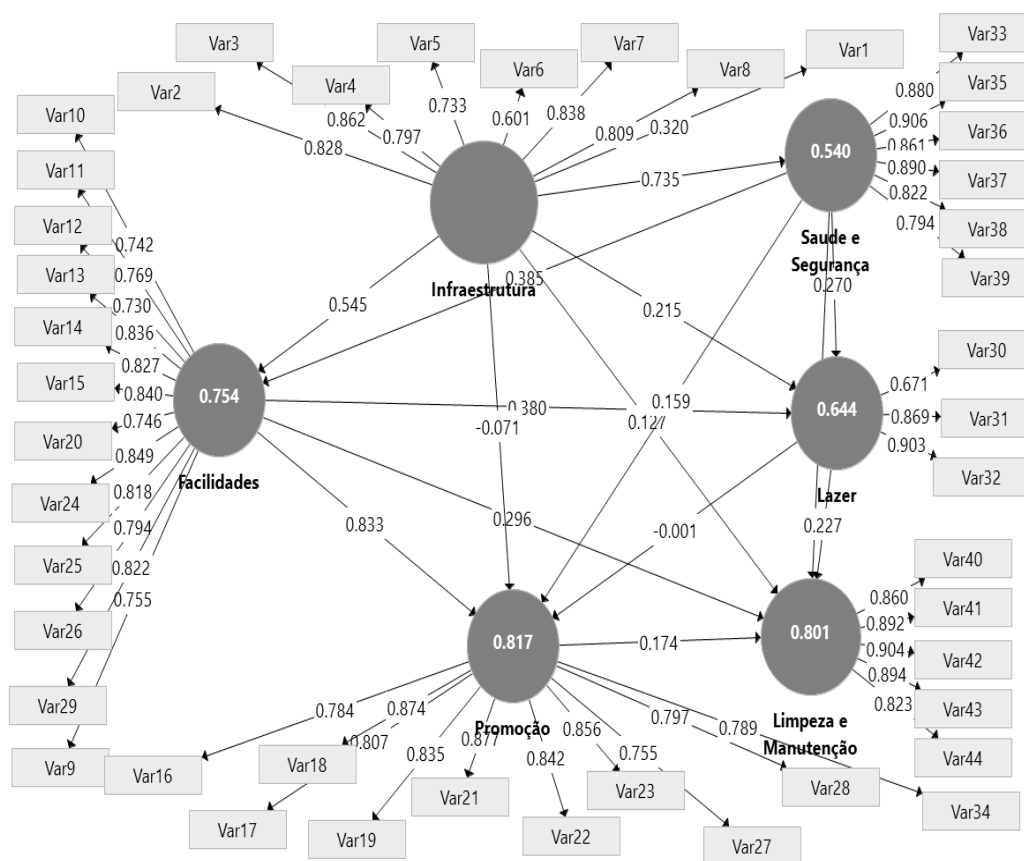 Var3
Var5
Var6
Var7
Var8
Var1
Var33
Var4
Var2
Var35
Var36
Var37
Var38
Var39
Var10
Var11
Var12
Var13
Var14
Var15
Var20
Var24
Var25
Var26
Var29
Var9
0.862
0.797
0.733
0.601
0.838
0.809
0.320
0.828
0.880
0.906
0.861
0.890
0.822
0.794
0.540
Saude e
Segurança
0.735
Infraestrutura
0.385
0.270
0.545
0.215
0.742
0.769
0.730
0.836
0.827
0.840
0.746
0.849
0.818
0.794
0.822
0.755
0.754
Facilidades
0.380
-0.071
0.159
0.127
0.644
Lazer
0.671
0.869
0.903
Var30
Var31
Var32
0.833
0.296
-0.001
0.227
0.817
Promoção
0.174
0.801
Limpeza e
Manutenção
0.860
0.892
0.904
0.894
0.823
Var40
Var41
Var42
Var43
Var44
0.784
0.807
0.874
0.835
0.877
0.842
0.856
0.755
0.797
0.789
Var16
Var18
Var17
Var19
Var21
Var22
Var23
Var27
Var28
Var34